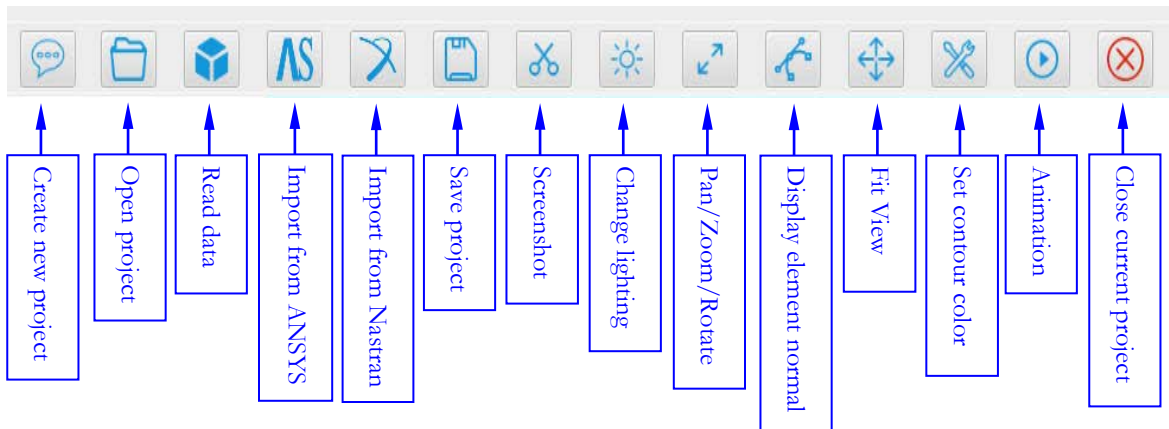 AS
Create new project
Open project
Read data
Import from ANSYS
Import from Nastran
Save project
Screenshot
Change lighting
Pan/Zoom/Rotate
Display element normal
Fit View
Set contour color
Animation
Close current project